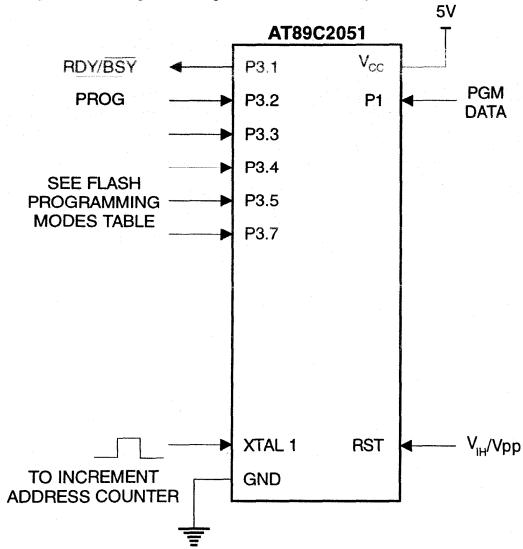 5V
AT89C2051
RDY/BSY
P3.1
VCC
PROG
P3.2
P1
PGM
DATA
P3.3
P3.4
SEE FLASH
PROGRAMMING
MODES TABLE
P3.5
P3.7
XTAL 1
RST
VIH/Vpp
TO INCREMENT
ADDRESS COUNTER
GND